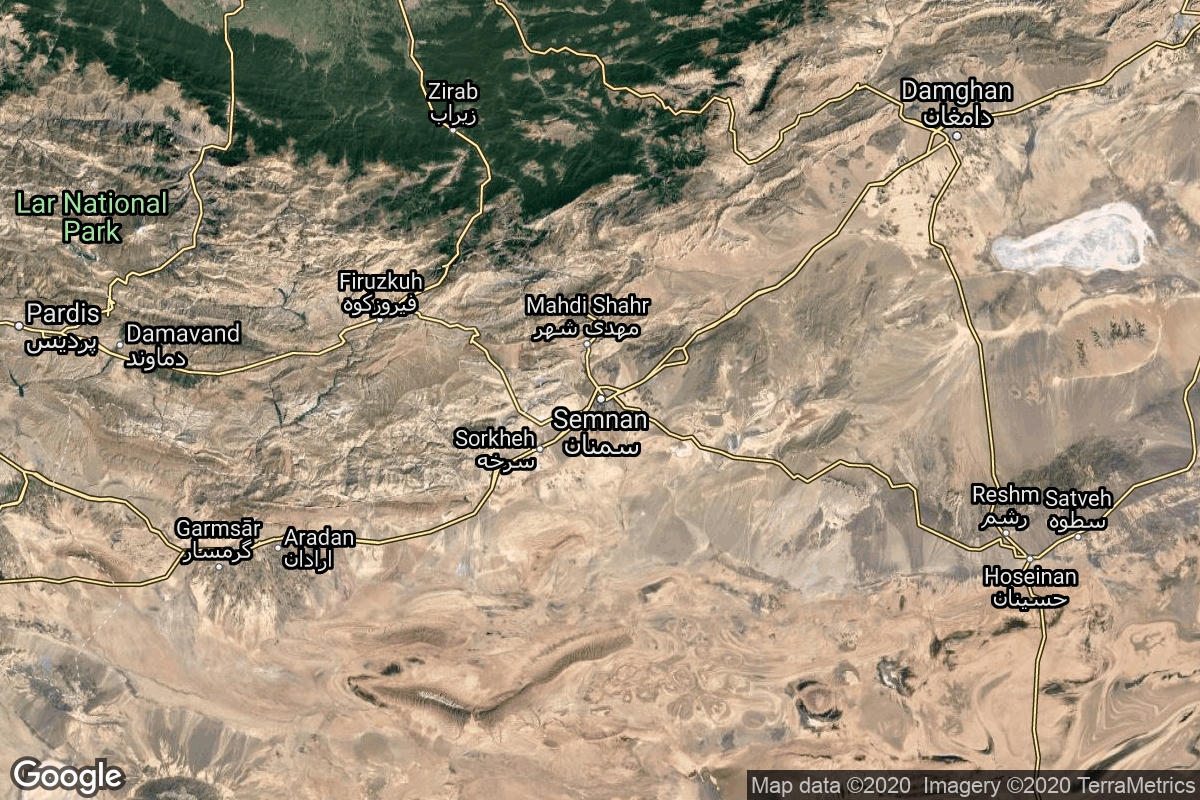 Zirab
زیراب
Damghan
دامغان
Lar National
Park
Firuzkuh
فیروزکوه
Mahdi Shahr
مهدی شهر
Pardis
پردیس
Damavand
دماوند
Semnan
سمنان
Sorkheh
سرخه
Reshm
رشم
Satveh
سطوه
Garmsār
گرمسار
Aradan
آرادان
Hoseinan
حسینان
Google
Map data ©2020 Imagery ©2020 TerraMetrics